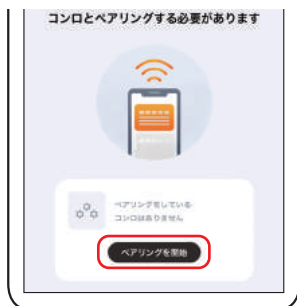 コンロとペアリングする必要があります
ペアリングをしている
コンロはありません
ペアリングを開始